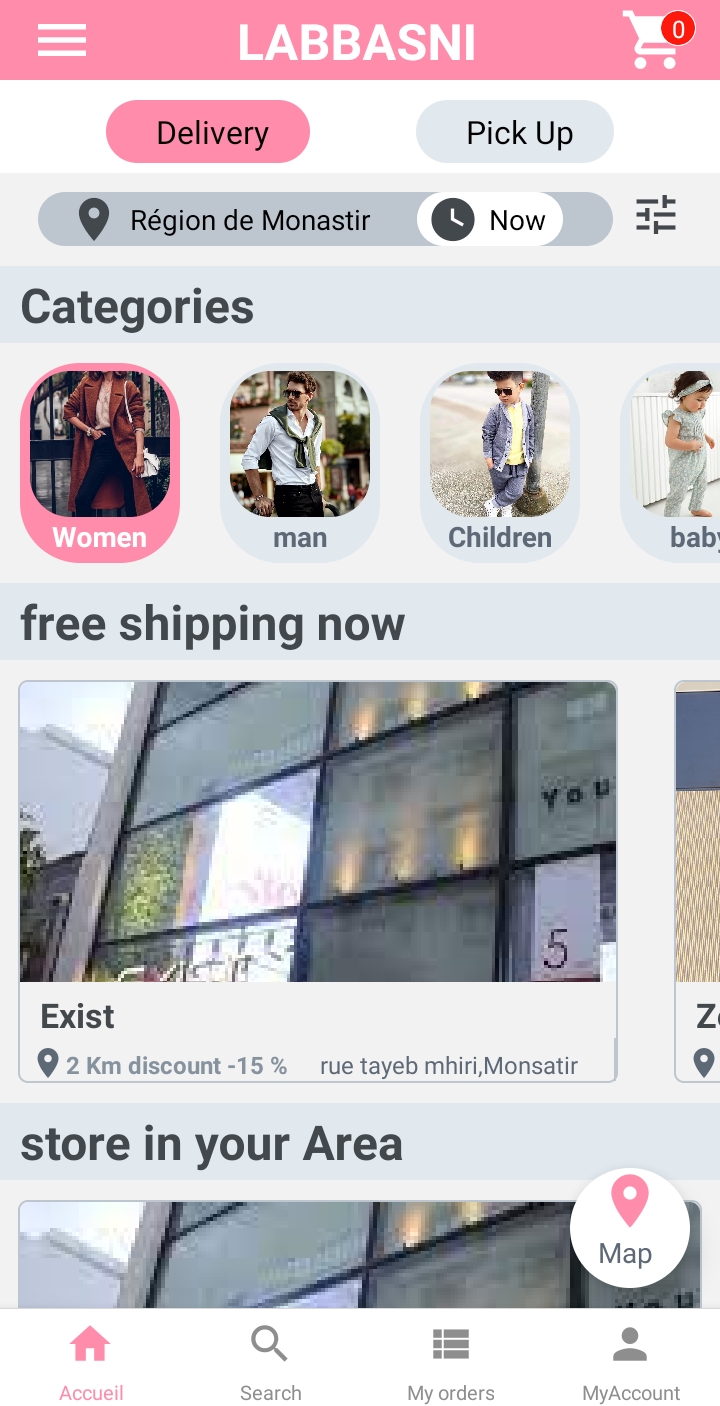 LABBASNI
0
Delivery
Pick Up
Région de Monastir
Now
Categories
Women
man
Children
baby
free shipping now
You
5
Exist
2 Km discount -15 %
rue tayeb mhiri,Monsatir
store in your Area
Map
Accueil
Search
My orders
MyAccount